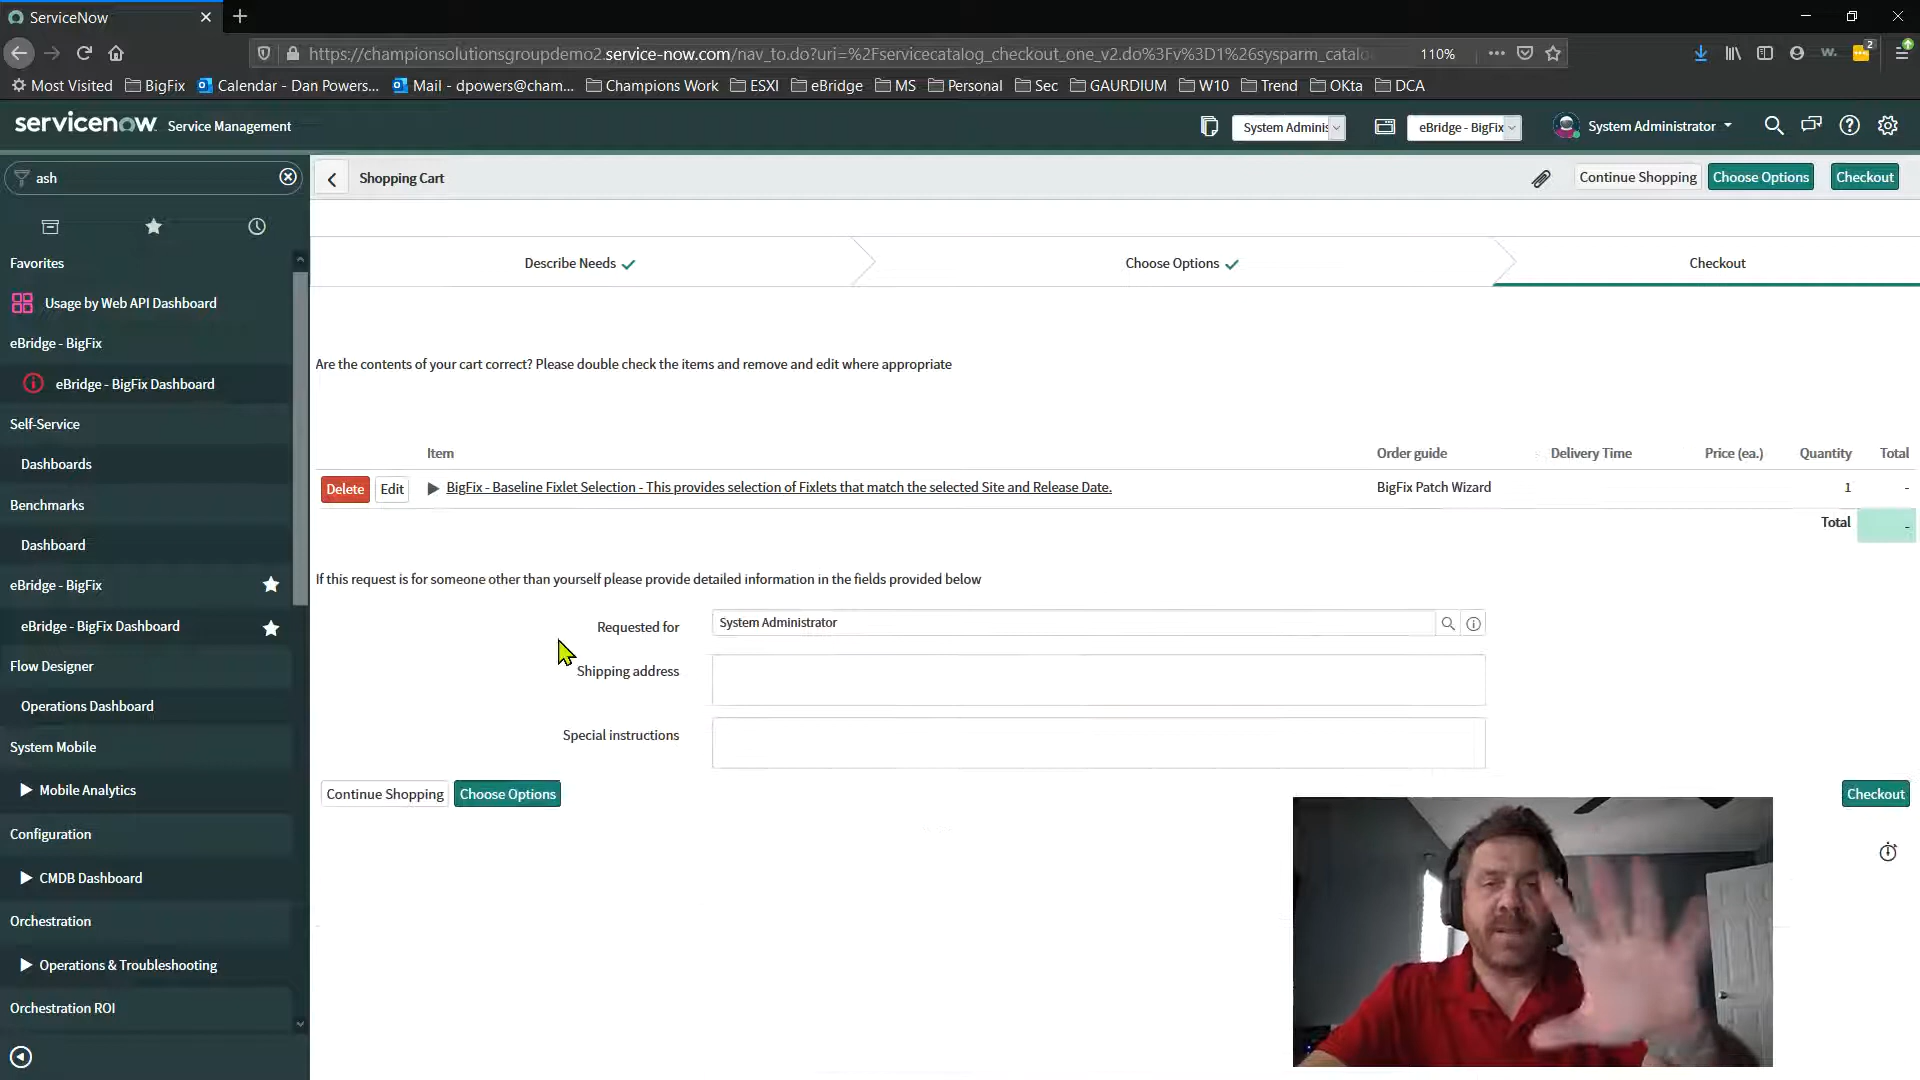 ServiceNow
https://championsolutionsgroupdemo2.service-now.com/nav_to.do?uri=%2Fservicecatalog_checkout_one_v2.do%3Fv%3D1%26sysparm_catalo
110%
2
Most Visited
BigFix
Calendar - Dan Powers...
Mail - dpowers@cham...
Champions Work
ESXI
eBridge
MS
Personal
Sec
GAURDIUM
W10
Trend
OKta
DCA
servicenow Service Management
System Adminis
eBridge - BigFix
System Administrator
ash
Shopping Cart
Continue Shopping
Choose Options
Checkout
Favorites
Usage by Web API Dashboard
eBridge - BigFix
eBridge - BigFix Dashboard
Self-Service
Dashboards
Benchmarks
Dashboard
eBridge - BigFix
eBridge - BigFix Dashboard
Flow Designer
Operations Dashboard
System Mobile
Mobile Analytics
Configuration
CMDB Dashboard
Orchestration
Operations & Troubleshooting
Orchestration ROI
Describe Needs
Choose Options
Checkout
Are the contents of your cart correct? Please double check the items and remove and edit where appropriate
Item
Order guide
Delivery Time
Price (ea.)
Quantity
Total
Delete
Edit
BigFix - Baseline Fixlet Selection - This provides selection of Fixlets that match the selected Site and Release Date.
BigFix Patch Wizard
1
-
Total
-
If this request is for someone other than yourself please provide detailed information in the fields provided below
Requested for
System Administrator
Shipping address
Special instructions
Continue Shopping
Choose Options
Checkout